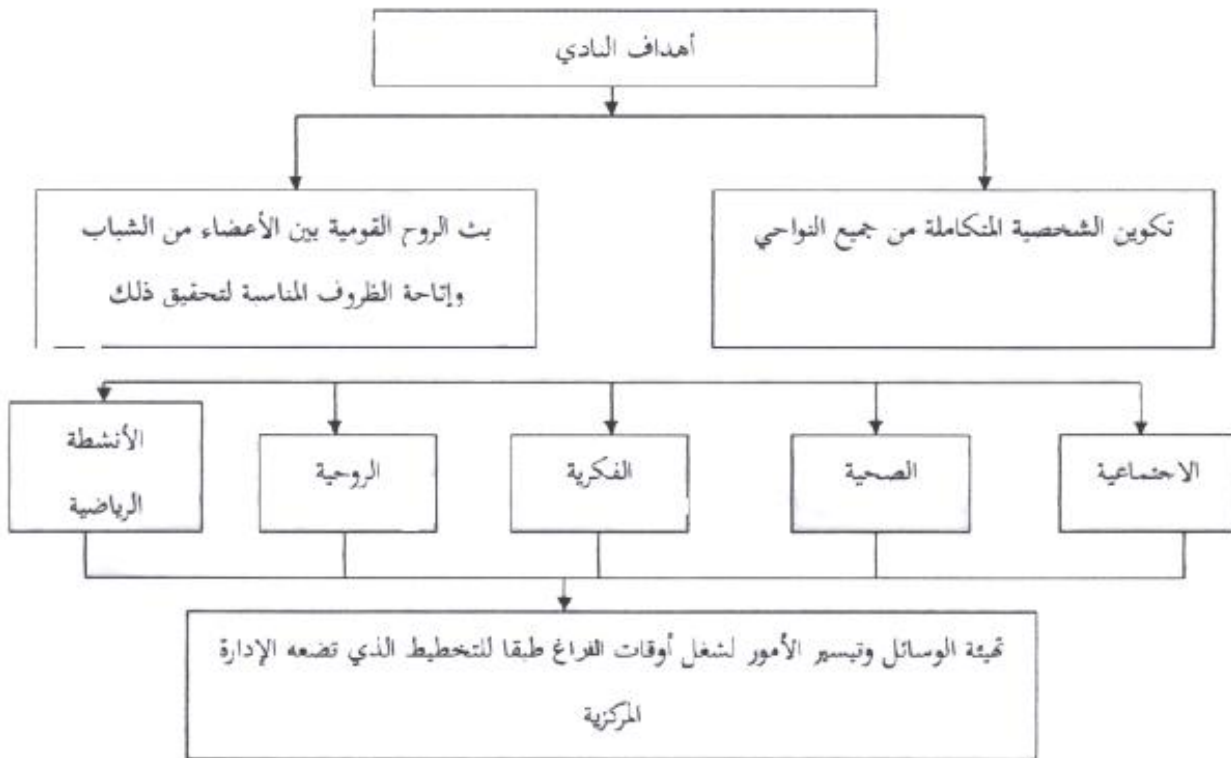 أهداف النادي
تكوين الشخصية المتكاملة من جميع النواحي
بث الروح القومية بين الأعضاء من الشباب
وإتاحة الظروف المناسبة لتحقيق ذلك
الاجتماعية
الصحية
الفكرية
الروحية
الأنشطة
الرياضية
تهيئة الوسائل وتيسير الأمور لشغل أوقات الفراغ طبقا للتخطيط الذي تضعه الإدارة
المركزية